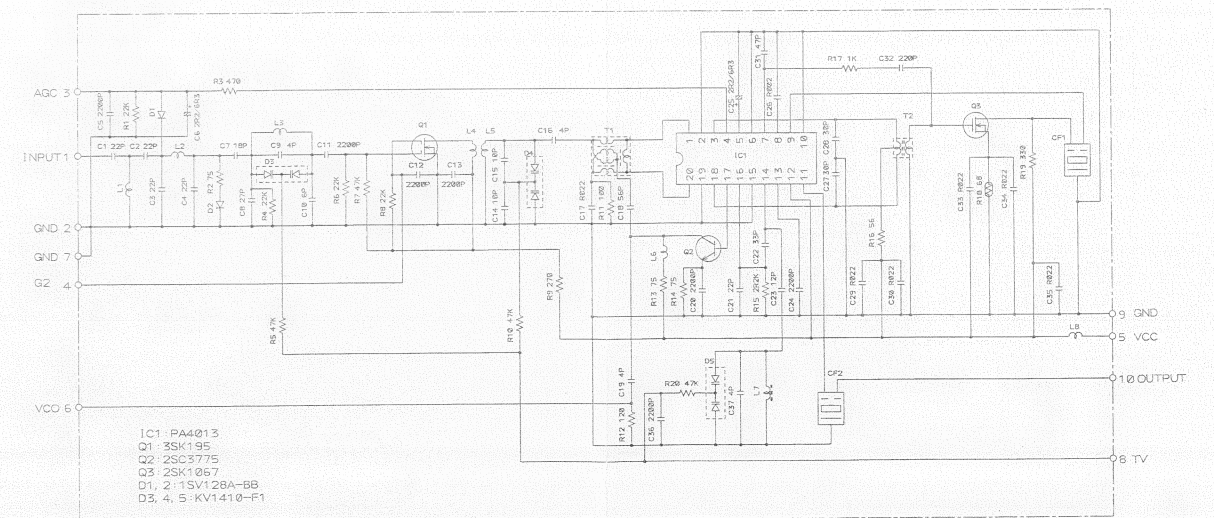 C31 47P
R17 1K
C32 220P
AGC 3
R3 470
C5 2200P
R1 22K
D1
C6 2R2/6R3
C25 2R2/6R3
C26 R022
L3
Q1
L4 L5
C16 4P
T1
Q3
T2
CF1
INPUT 1
C1 22P
C2 22P
L2
C7 18P
C9 4P
C11 2200P
D3
C12
2200P
C13
2200P
C15 10P
D4
1 2 3 4 5 6 7 8 9 10
IC1
20 19 18 17 16 15 14 13 12 11
C28 30P
C27 30P
R19 330
L1
C3 22P
C4 22P
R2 75
D2
C8 27P
R4 22K
C10 6P
R6 22K
R7 47K
R8 22K
C14 10P
C17 R022
R11 100
C18 56P
C33 R022
R18 68
C34 R022
GND 2
GND 7
G2 4
R9 270
L6
Q2
R13 75
R14 75
C20 2200P
C21 22P
C22 33P
R15 2R2K
C23 12P
C24 2200P
R16 56
C29 R022
C30 R022
C35 R022
R5 47K
R10 47K
9 GND
L8
5 VCC
C19 4P
R20 47K
D5
C37 4P
L7
CF2
10 OUTPUT
VCO 6
R12 120
C36 2200P
8 TV
IC1 : PA4013
Q1 : 3SK195
Q2 : 2SC3775
Q3 : 2SK1067
D1, 2 : 1SV128A-BB
D3, 4, 5 : KV1410-F1